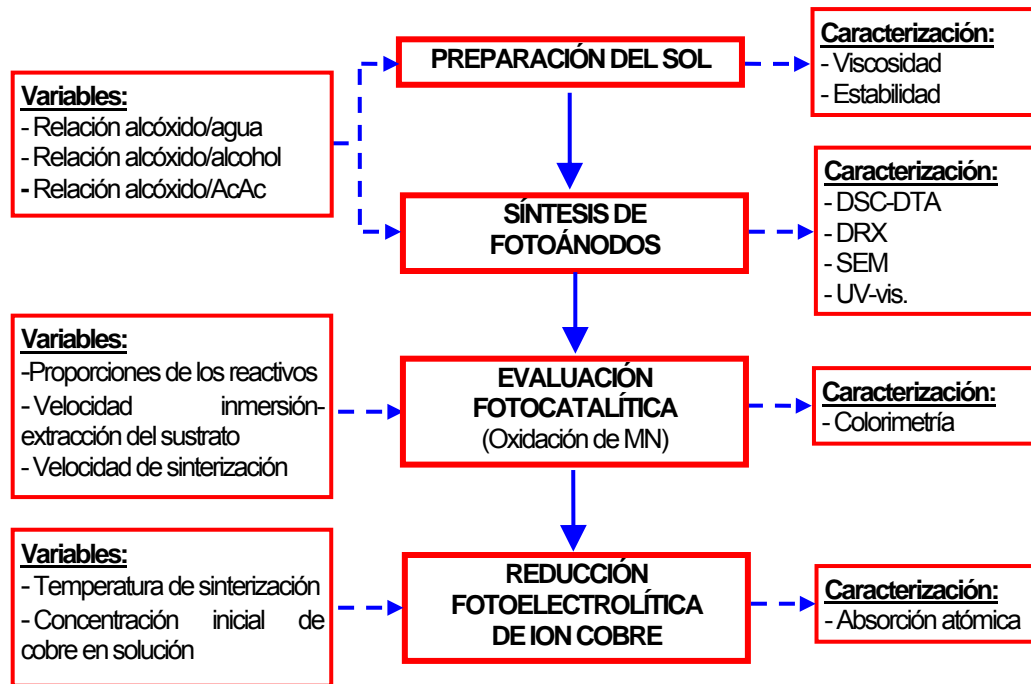 PREPARACIÓN DEL SOL
Caracterización:
- Viscosidad
- Estabilidad
Variables:
- Relación alcóxido/agua
- Relación alcóxido/alcohol
- Relación alcóxido/AcAc
SÍNTESIS DE
FOTOÁNODOS
Caracterización:
- DSC-DTA
- DRX
- SEM
- UV-vis.
Variables:
-Proporciones de los reactivos
- Velocidad inmersión-
extracción del sustrato
- Velocidad de sinterización
EVALUACIÓN
FOTOCATALÍTICA
(Oxidación de MN)
Caracterización:
- Colorimetría
Variables:
- Temperatura de sinterización
- Concentración inicial de
cobre en solución
REDUCCIÓN
FOTOELECTROLÍTICA
DE ION COBRE
Caracterización:
- Absorción atómica